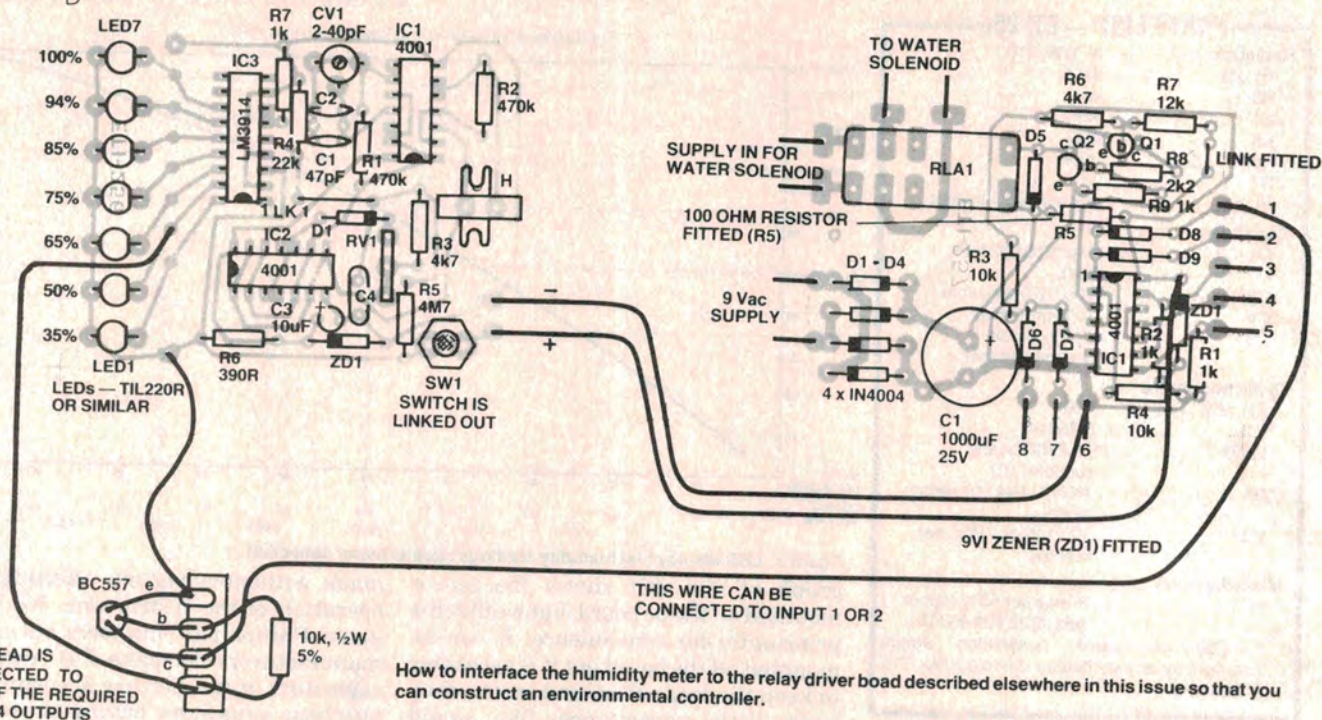 LED7
100%
94%
85%
75%
65%
50%
35%
LED1
LEDs — TIL220R
OR SIMILAR
R7
1k
CV1
2-40pF
IC1
4001
IC3
LM3914
C2
R4
22k
C1
47pF
R1
470k
R2
470k
H
LK 1
D1
RV1
R3
4k7
IC2
4001
C3
10uF
+
C4
R5
4M7
R6
390R
ZD1
SW1
SWITCH IS
LINKED OUT
−
+
TO WATER
SOLENOID
SUPPLY IN FOR
WATER SOLENOID
RLA1
100 OHM RESISTOR
FITTED (R5)
D5
R6
4k7
R7
12k
Q2
Q1
c
b
e
b
e
c
R8
2k2
R9 1k
LINK FITTED
R5
D8
D9
1
2
3
4
5
R3
10k
D1 - D4
9 Vac
SUPPLY
4 x IN4004
C1
1000uF
25V
+
D6
D7
1
4001
IC1
R2
1k
ZD1
R1
1k
R4
10k
8 7 6
9VI ZENER (ZD1) FITTED
THIS WIRE CAN BE
CONNECTED TO INPUT 1 OR 2
BC557
e
b
c
10k, ½W
5%
EAD IS
ECTED TO
F THE REQUIRED
4 OUTPUTS
How to interface the humidity meter to the relay driver boad described elsewhere in this issue so that you
can construct an environmental controller.